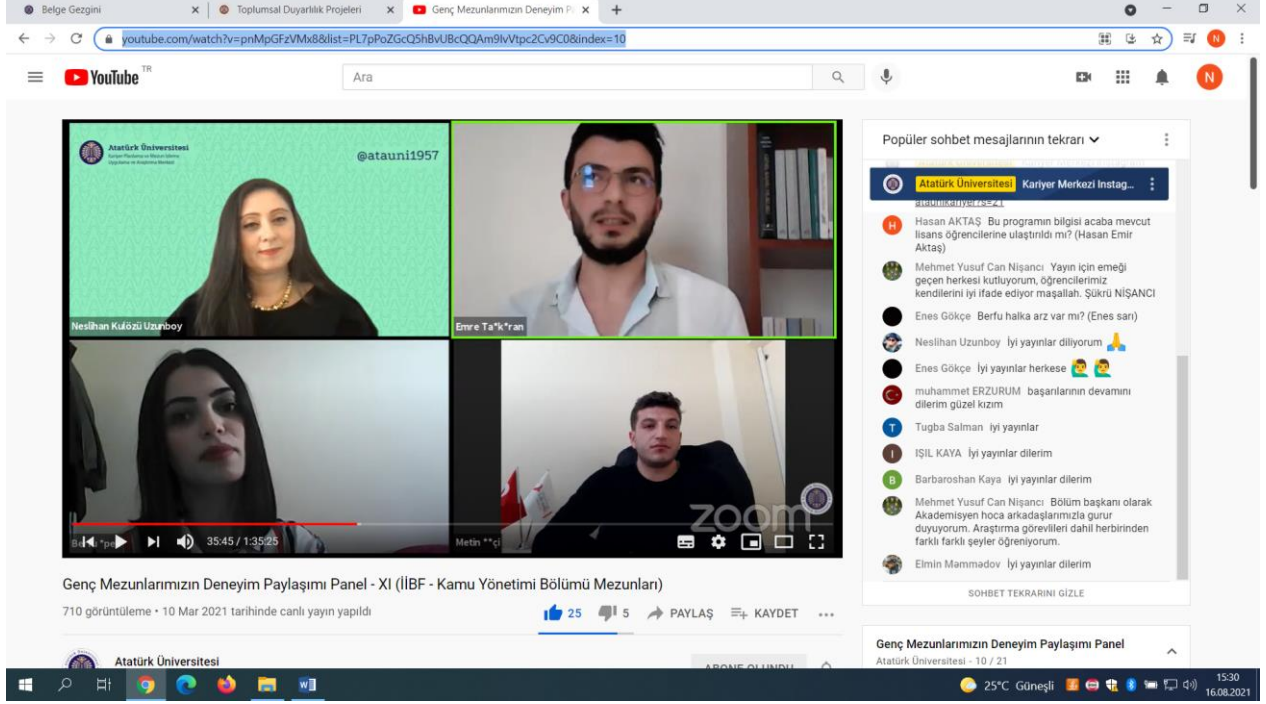 Belge Gezgini
Toplumsal Duyarlılık Projeleri
Genç Mezunlarımızın Deneyim P
youtube.com/watch?v=pnMpGFzVMx8&list=PL7pPoZGcQ5hBvUBcQQAm9IvVtpc2Cv9C0&index=10
N
YouTube TR
Ara
N
Atatürk Üniversitesi
@atauni1957
Neslihan Kulözü Uzunboy
Emre Ta*k*ran
Metin **çi
zoom
35:45 / 1:35:25
Genç Mezunlarımızın Deneyim Paylaşımı Panel - XI (İİBF - Kamu Yönetimi Bölümü Mezunları)
710 görüntüleme • 10 Mar 2021 tarihinde canlı yayın yapıldı
25
5
PAYLAŞ
KAYDET
Atatürk Üniversitesi
ABONE OLUNDU
Popüler sohbet mesajlarının tekrarı
Atatürk Üniversitesi Kariyer Merkezi Instag...
ataunikariyer?s=21
H
Hasan AKTAŞ Bu programın bilgisi acaba mevcut
lisans öğrencilerine ulaştırıldı mı? (Hasan Emir
Aktaş)
Mehmet Yusuf Can Nişancı Yayın için emeği
geçen herkesi kutluyorum, öğrencilerimiz
kendilerini iyi ifade ediyor maşallah. Şükrü NİŞANCI
Enes Gökçe Berfu halka arz var mı? (Enes sarı)
Neslihan Uzunboy İyi yayınlar diliyorum 🙏
Enes Gökçe İyi yayınlar herkese 🙋‍♂️ 🙋‍♂️
muhammet ERZURUM başarılarının devamını
dilerim güzel kızım
T
Tugba Salman iyi yayınlar
I
IŞIL KAYA İyi yayınlar dilerim
B
Barbaroshan Kaya iyi yayınlar dilerim
Mehmet Yusuf Can Nişancı Bölüm başkanı olarak
Akademisyen hoca arkadaşlarımızla gurur
duyuyorum. Araştırma görevlileri dahil herbirinden
farklı farklı şeyler öğreniyorum.
Elmin Məmmədov İyi yayınlar dilerim
SOHBET TEKRARINI GİZLE
Genç Mezunlarımızın Deneyim Paylaşımı Panel
Atatürk Üniversitesi - 10 / 21
25°C Güneşli
15:30
16.08.2021